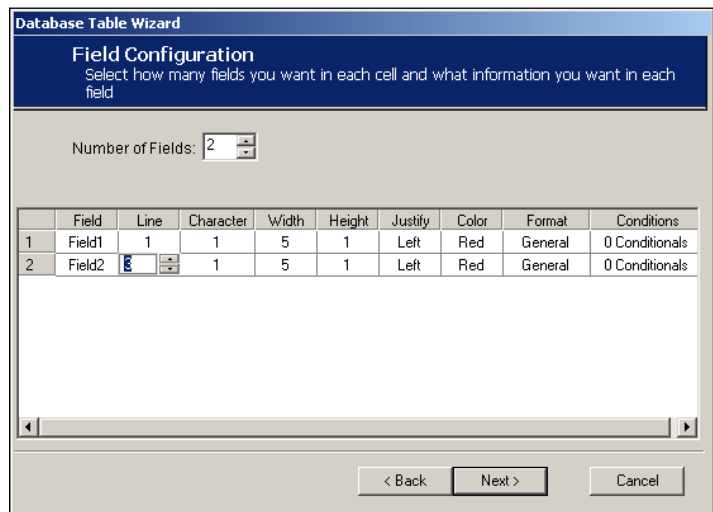 Database Table Wizard
Field Configuration
Select how many fields you want in each cell and what information you want in each
field
Number of Fields: 2
Field Line Character Width Height Justify Color Format Conditions
1 Field1 1 1 5 1 Left Red General 0 Conditionals
2 Field2 3 1 5 1 Left Red General 0 Conditionals
< Back Next > Cancel